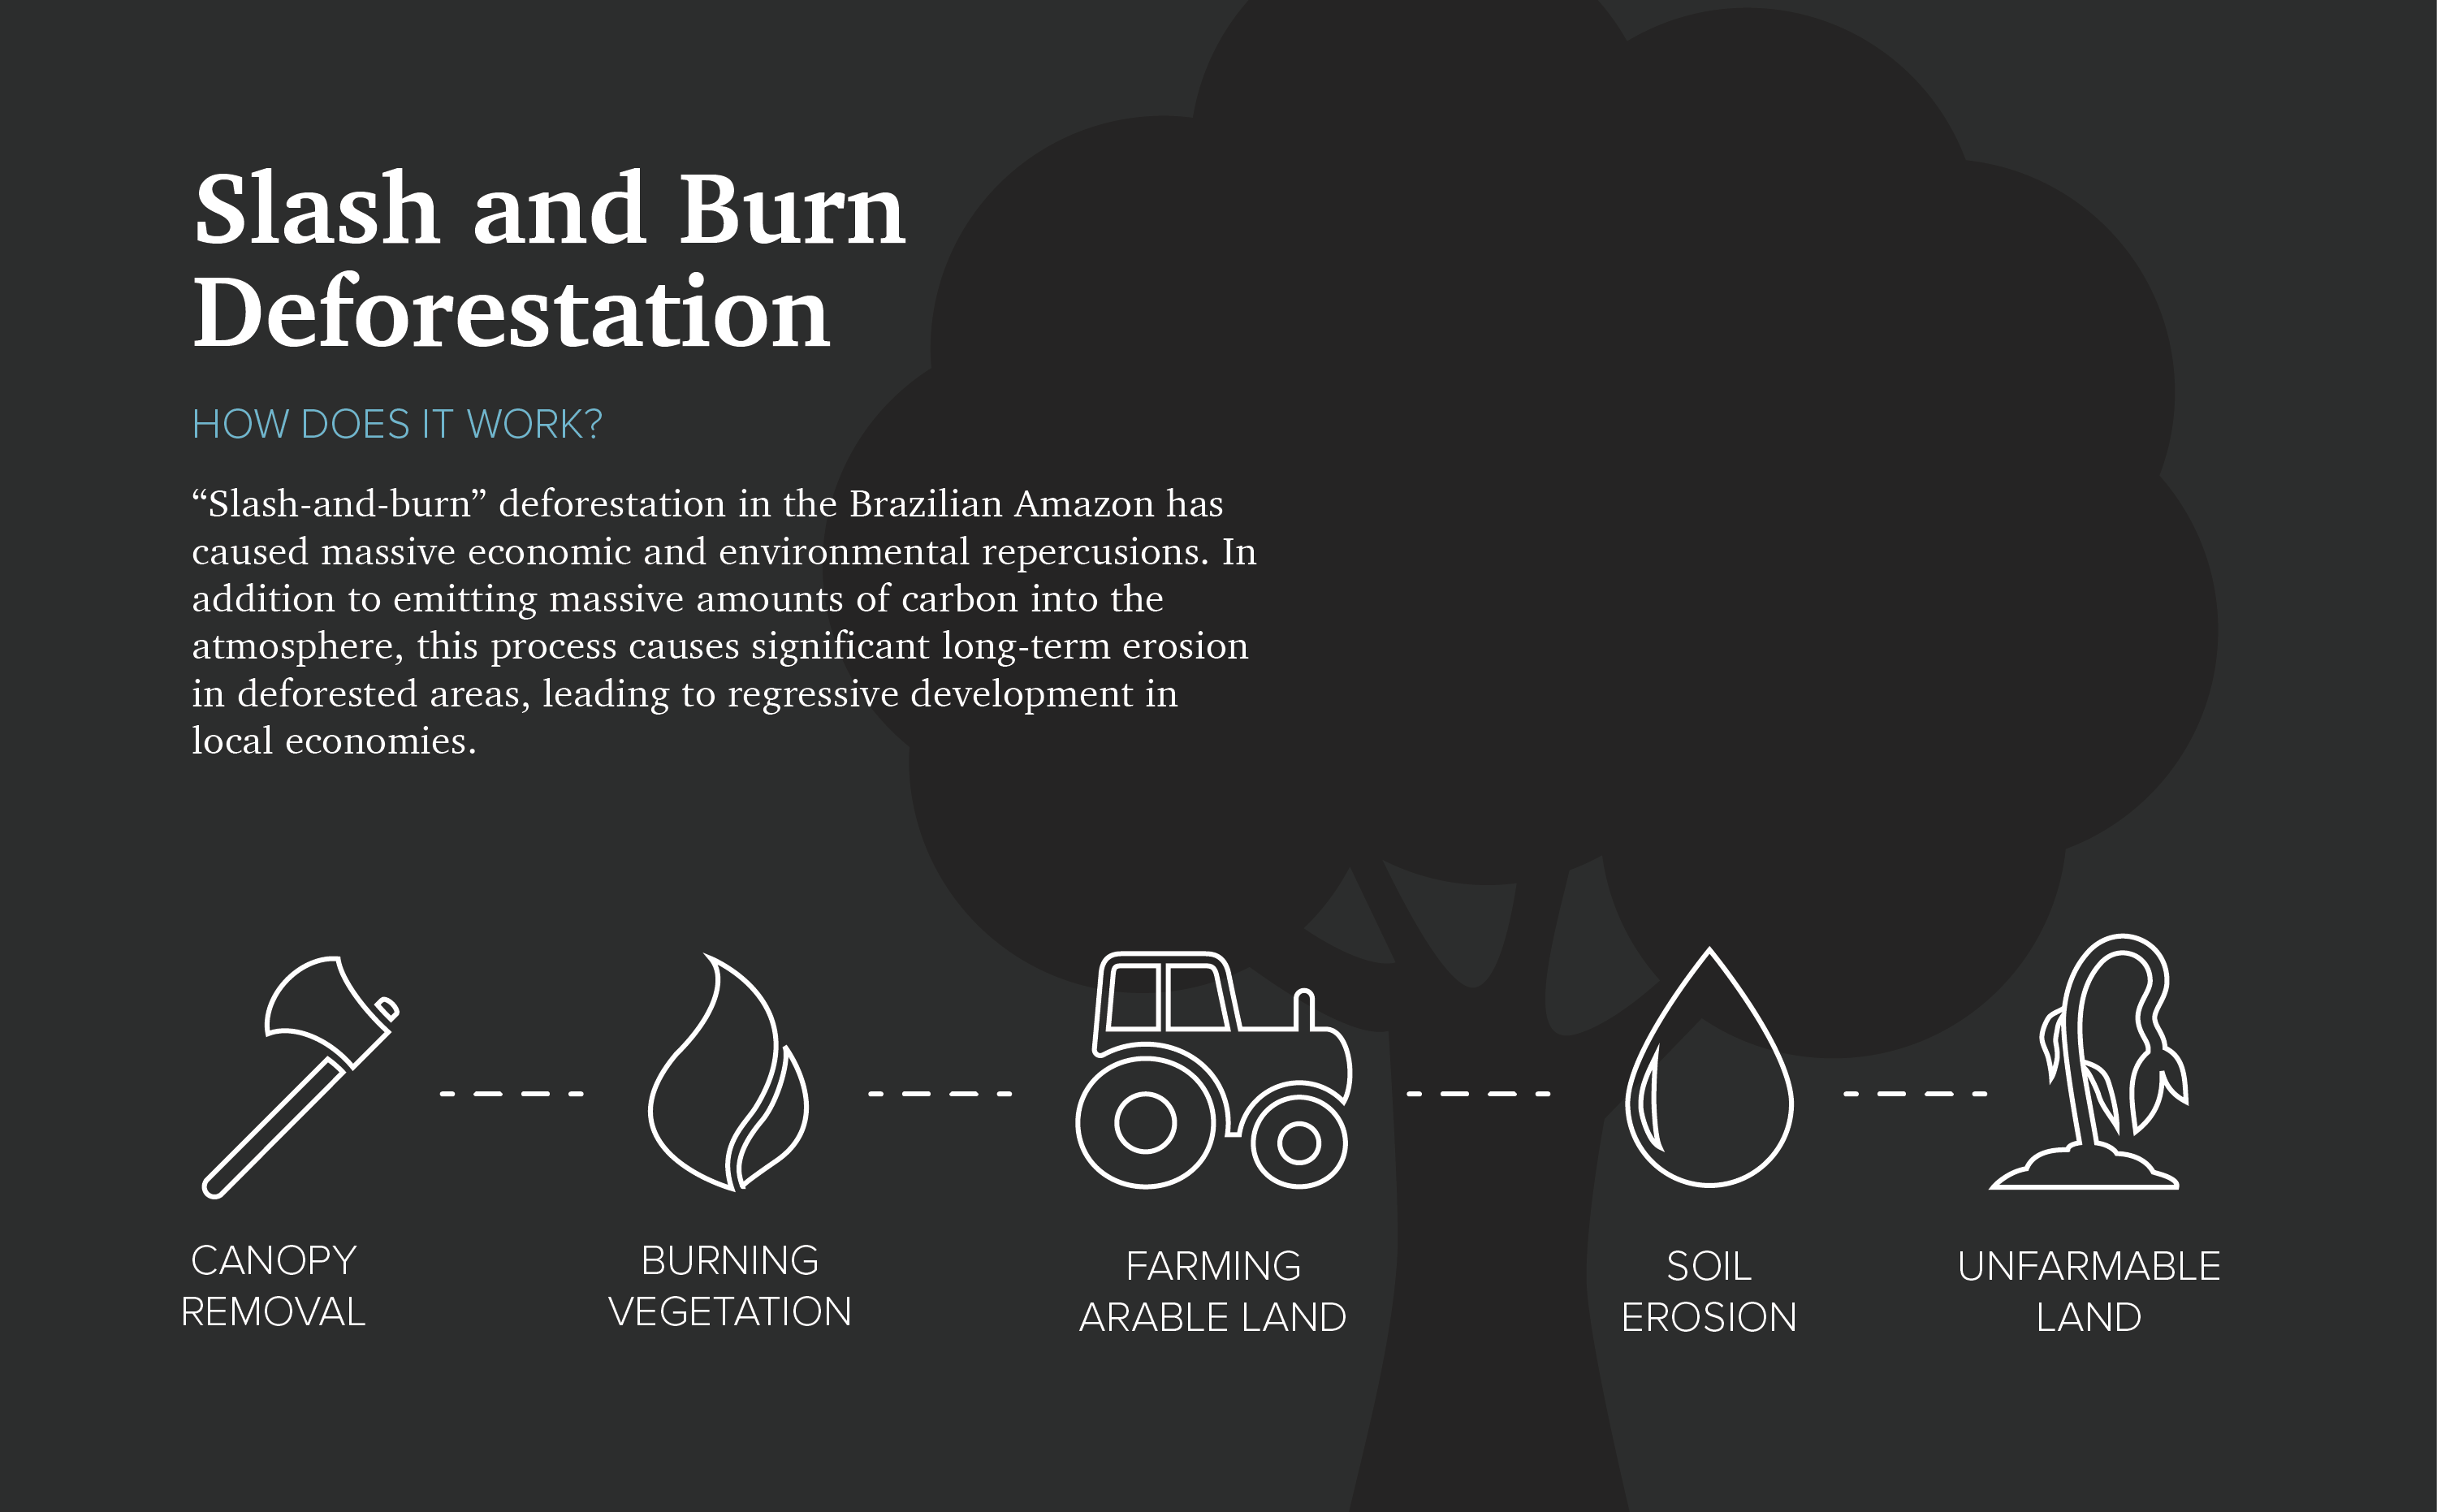 Slash and Burn
Deforestation
HOW DOES IT WORK?
“Slash-and-burn” deforestation in the Brazilian Amazon has
caused massive economic and environmental repercusions. In
addition to emitting massive amounts of carbon into the
atmosphere, this process causes significant long-term erosion
in deforested areas, leading to regressive development in
local economies.
CANOPY
REMOVAL
BURNING
VEGETATION
FARMING
ARABLE LAND
SOIL
EROSION
UNFARMABLE
LAND